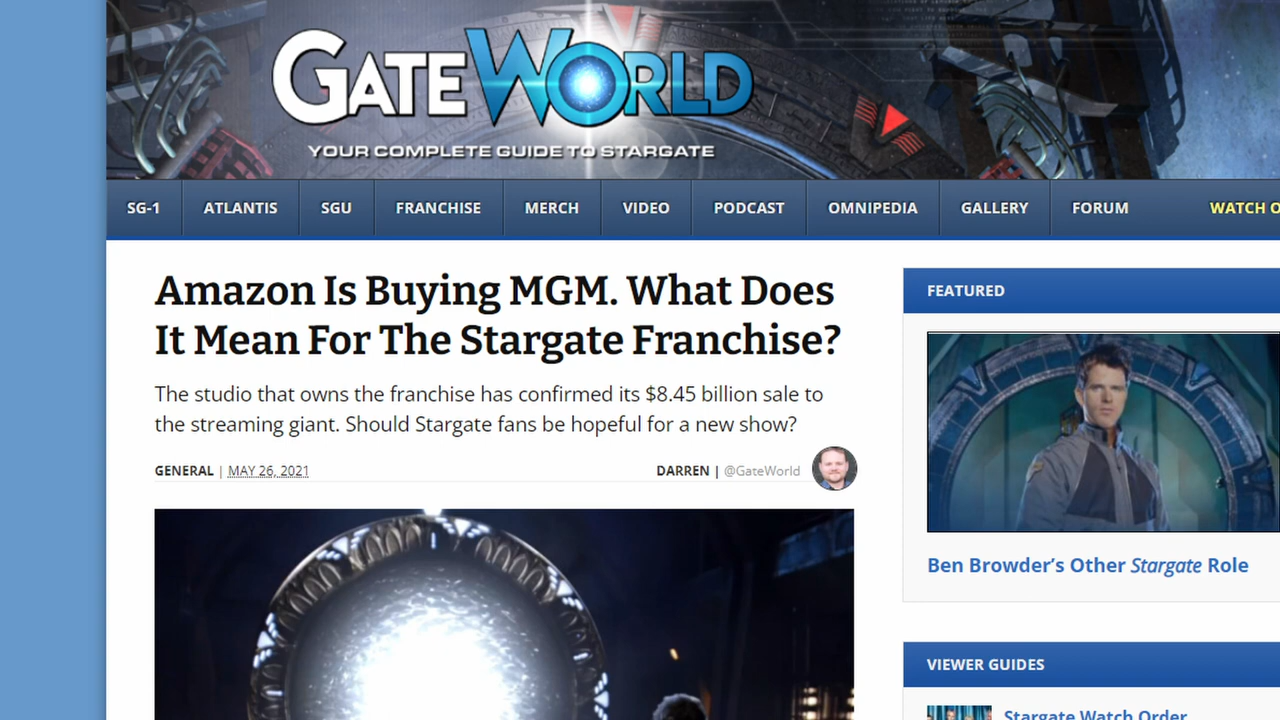 GATEWORLD
YOUR COMPLETE GUIDE TO STARGATE
SG-1 ATLANTIS SGU FRANCHISE MERCH VIDEO PODCAST OMNIPEDIA GALLERY FORUM WATCH O
Amazon Is Buying MGM. What Does
It Mean For The Stargate Franchise?
The studio that owns the franchise has confirmed its $8.45 billion sale to
the streaming giant. Should Stargate fans be hopeful for a new show?
GENERAL | MAY 26, 2021
DARREN | @GateWorld
FEATURED
Ben Browder's Other Stargate Role
VIEWER GUIDES
Stargate Watch Order